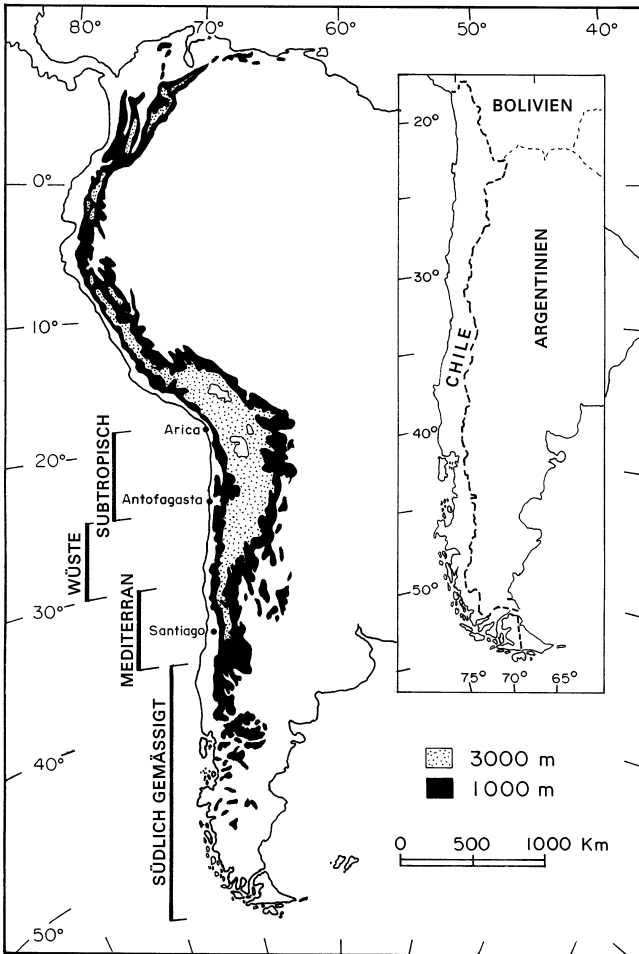 80° 70° 60° 50° 40°
0°
10°
20°
30°
40°
50°
Arica
Antofagasta
Santiago
SUBTROPISCH
WÜSTE
MEDITERRAN
SÜDLICH GEMÄSSIGT
BOLIVIEN
ARGENTINIEN
CHILE
20°
30°
40°
50°
75° 70° 65°
3000 m
1000 m
0 500 1000 Km